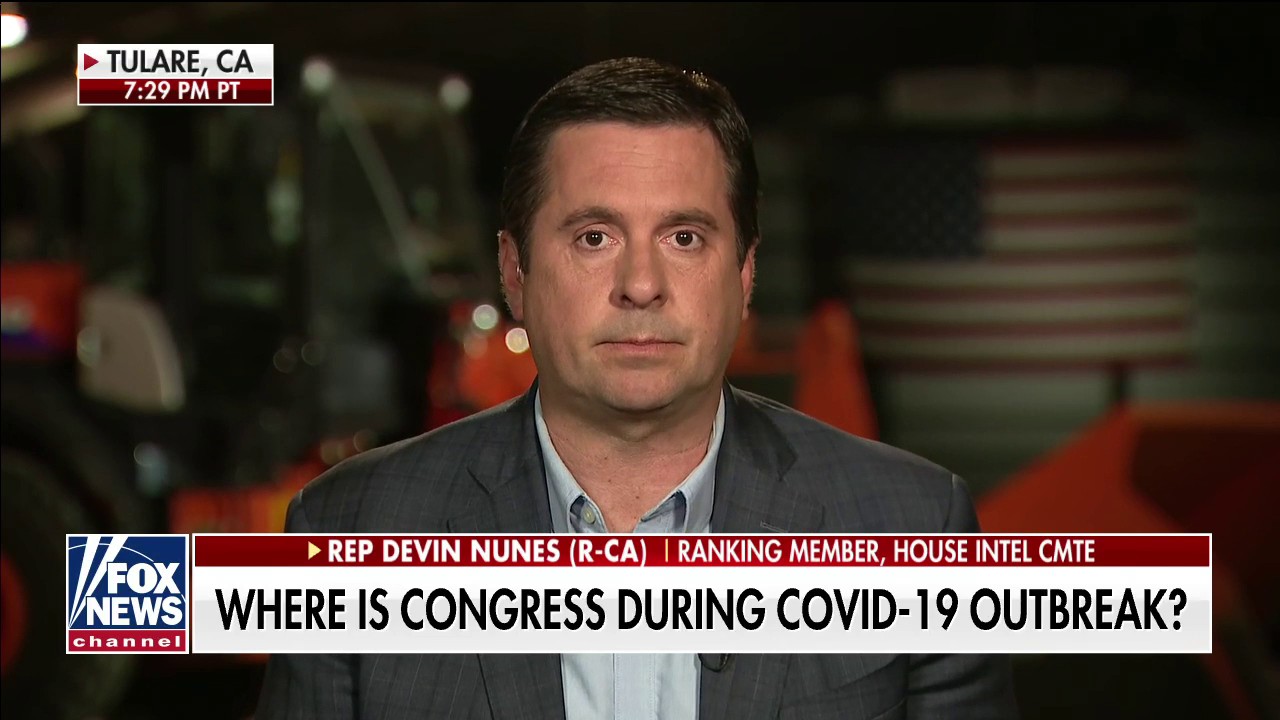 TULARE, CA
7:29 PM PT
REP DEVIN NUNES (R-CA) | RANKING MEMBER, HOUSE INTEL CMTE
FOX
NEWS
channel
WHERE IS CONGRESS DURING COVID-19 OUTBREAK?